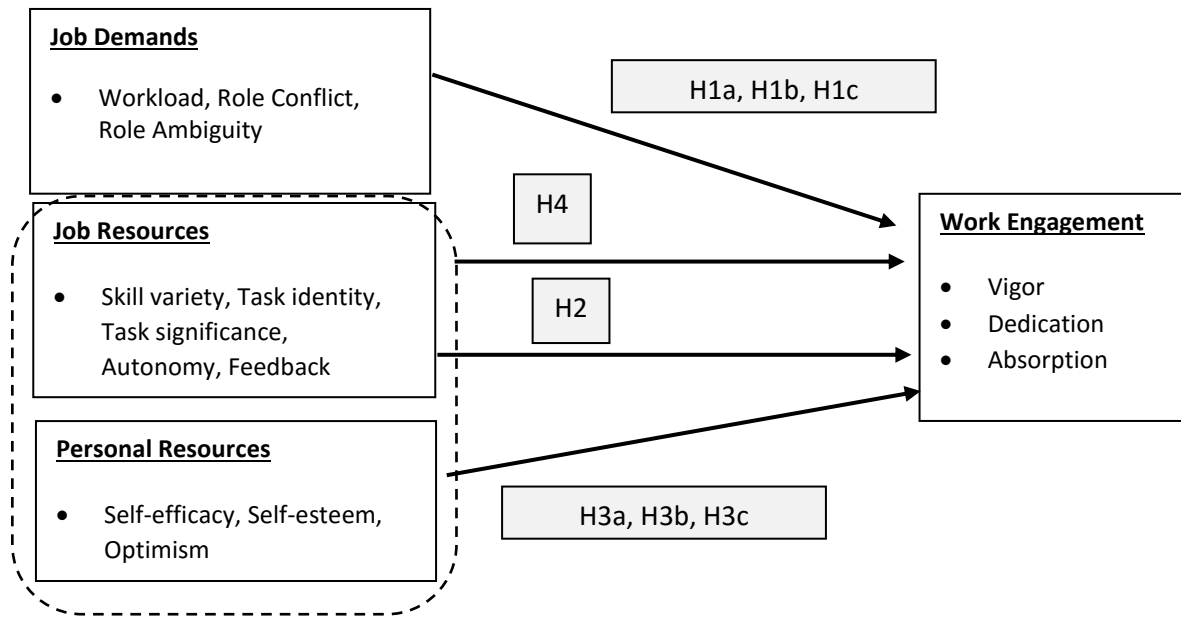 Job Demands
• Workload, Role Conflict,
Role Ambiguity
H1a, H1b, H1c
H4
Job Resources
• Skill variety, Task identity,
Task significance,
Autonomy, Feedback
H2
Work Engagement
• Vigor
• Dedication
• Absorption
Personal Resources
• Self-efficacy, Self-esteem,
Optimism
H3a, H3b, H3c